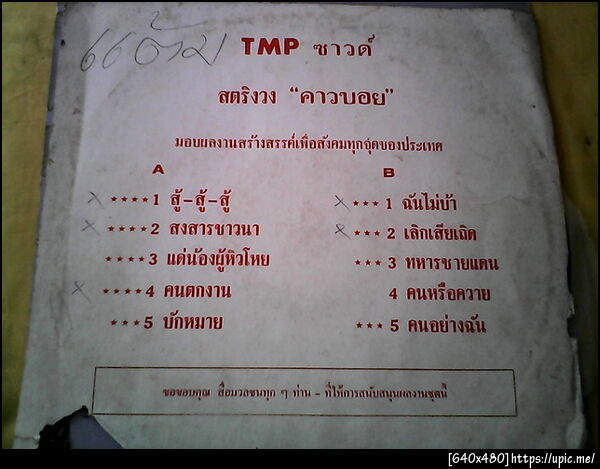 แต้ม
TMP ซาวด์
สตริงวง “คาวบอย”
มอบผลงานสร้างสรรค์เพื่อสังคมทุกจุดของประเทศ
A
× ★★★★1 สู้-สู้-สู้
× ★★★★2 สงสารชาวนา
★★★★3 แด่น้องผู้หิวโหย
× ★★★★4 คนตกงาน
★★★5 บักหมาย
B
× ★★★ 1 ฉันไม่บ้า
× ★★★ 2 เลิกเสียเถิด
★★★ 3 ทหารชายแดน
4 คนหรือควาย
★★★ 5 คนอย่างฉัน
ขอขอบคุณ สื่อมวลชนทุก ๆ ท่าน - ที่ให้การสนับสนุนผลงานชุดนี้
[640x480]https://upic.me/